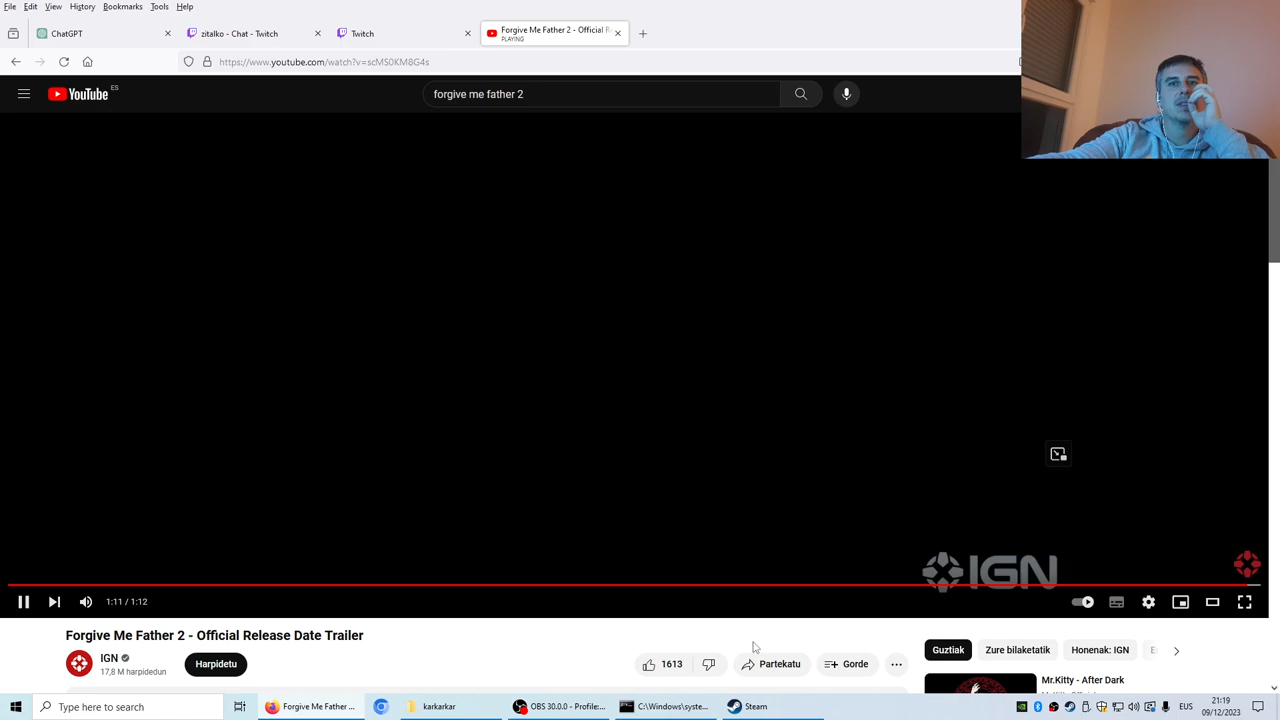 File Edit View History Bookmarks Tools Help
ChatGPT
zitalko - Chat - Twitch
Twitch
Forgive Me Father 2 - Official Re
PLAYING
https://www.youtube.com/watch?v=scMS0KM8G4s
YouTube ES
forgive me father 2
IGN
1:11 / 1:12
Forgive Me Father 2 - Official Release Date Trailer
IGN
17,8 M harpidedun
Harpidetu
1613
Partekatu
Gorde
Guztiak
Zure bilaketatik
Honenak: IGN
Mr.Kitty - After Dark
Type here to search
Forgive Me Father ...
karkarkar
OBS 30.0.0 - Profile:...
C:\Windows\syste...
Steam
EUS
21:19
09/12/2023